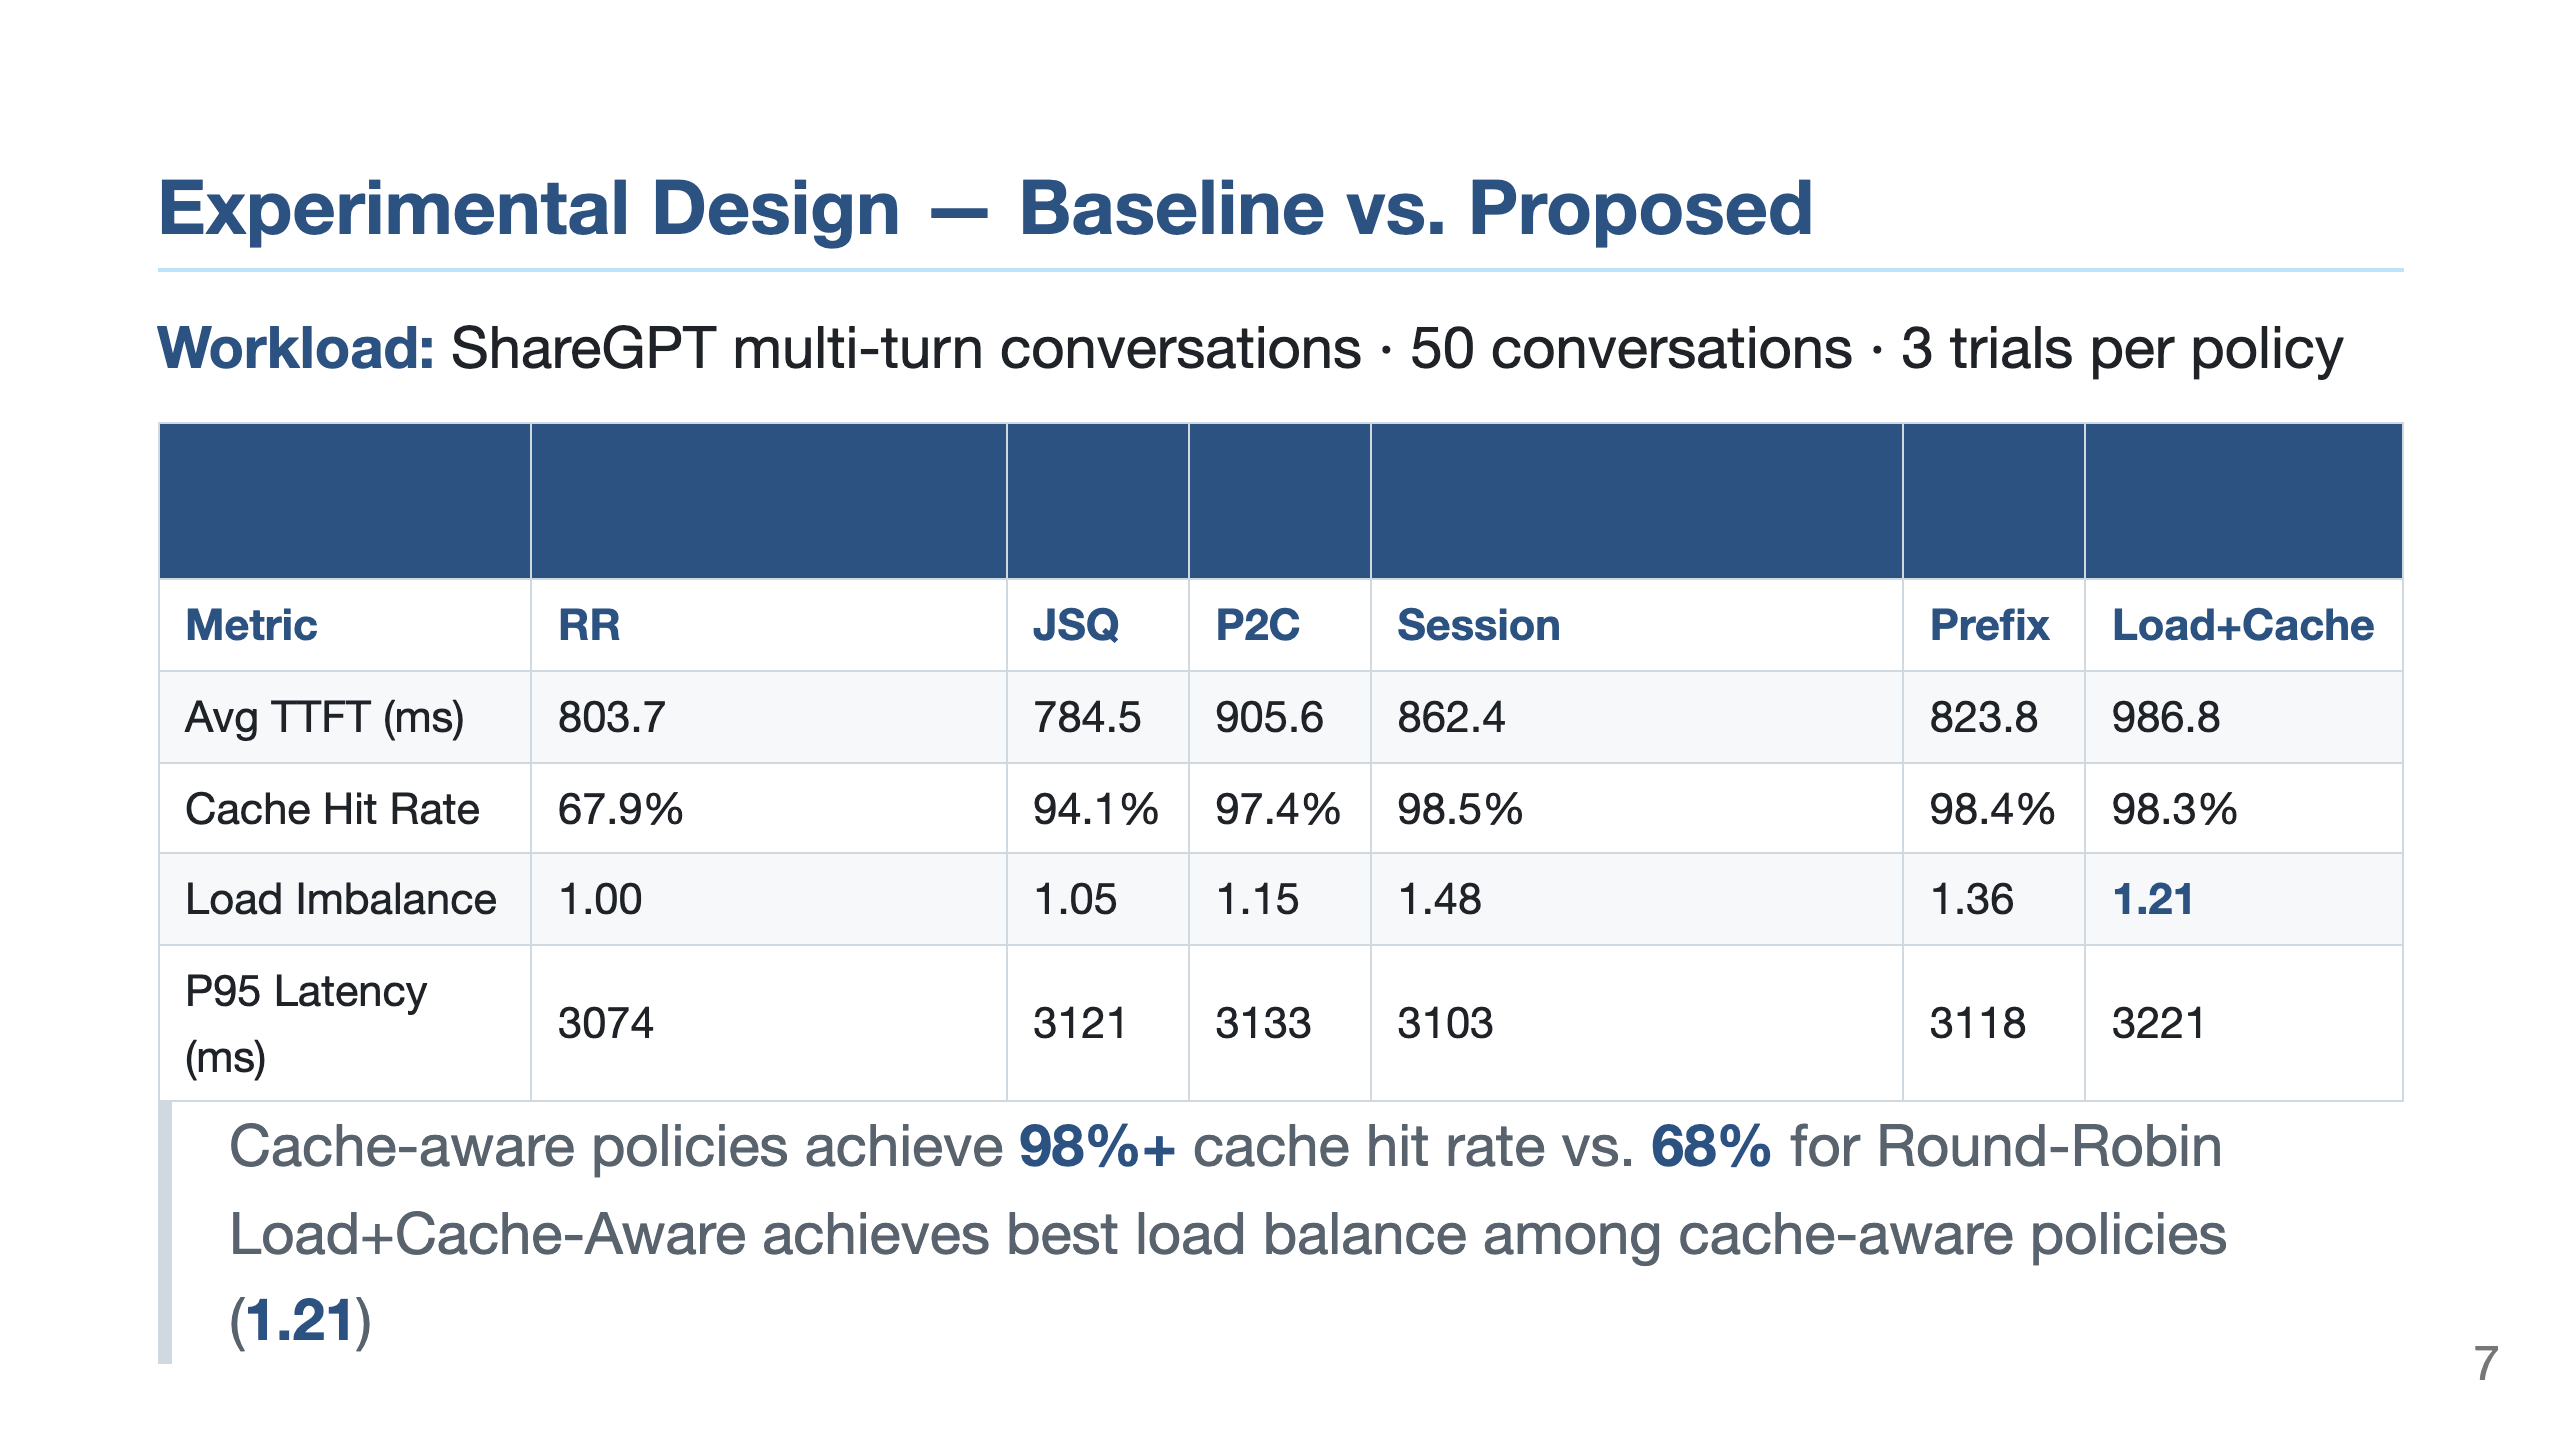 Experimental Design — Baseline vs. Proposed
Workload: ShareGPT multi-turn conversations · 50 conversations · 3 trials per policy
Metric RR JSQ P2C Session Prefix Load+Cache
Avg TTFT (ms) 803.7 784.5 905.6 862.4 823.8 986.8
Cache Hit Rate 67.9% 94.1% 97.4% 98.5% 98.4% 98.3%
Load Imbalance 1.00 1.05 1.15 1.48 1.36 1.21
P95 Latency
(ms) 3074 3121 3133 3103 3118 3221
Cache-aware policies achieve 98%+ cache hit rate vs. 68% for Round-Robin
Load+Cache-Aware achieves best load balance among cache-aware policies
(1.21)
7